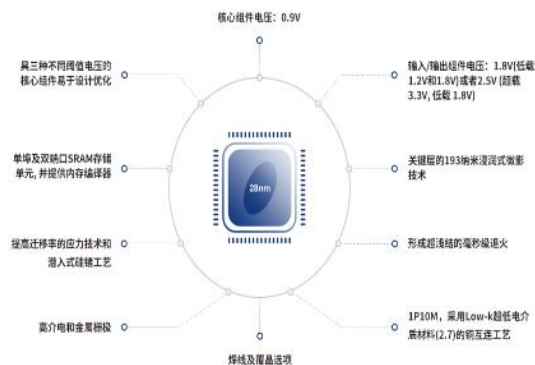 核心组件电压：0.9V
具三种不同阈值电压的
核心组件易于设计优化
输入/输出组件电压：1.8V(低载
1.2V和1.8V)或者2.5V (超载
3.3V, 低载 1.8V)
单埠及双端口SRAM存储
单元, 并提供内存编译器
关键层的193纳米浸润式微影
技术
28nm
提高迁移率的应力技术和
潜入式硅锗工艺
形成超浅结的毫秒级退火
高介电和金属栅极
1P10M，采用Low-k超低电介
质材料(2.7)的铜互连工艺
焊线及覆晶选项